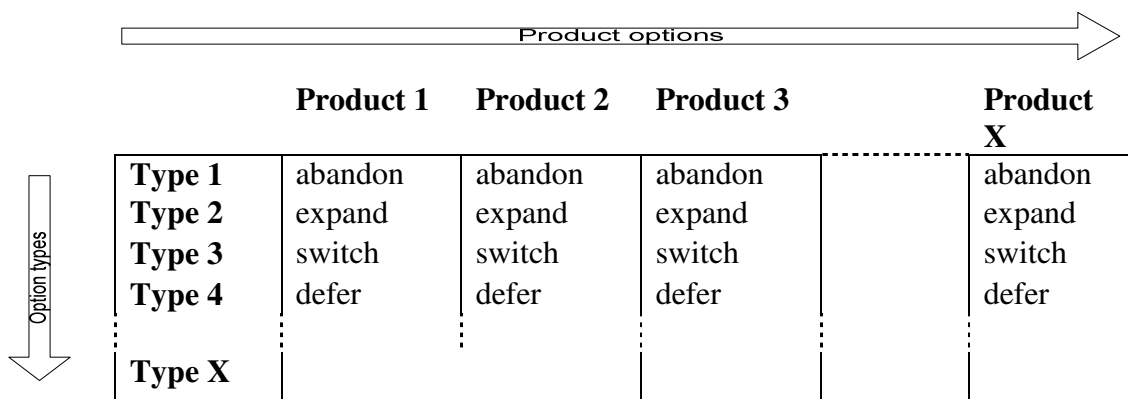 Product options
Product 1 Product 2 Product 3 Product
X
Type 1 abandon abandon abandon abandon
Type 2 expand expand expand expand
Type 3 switch switch switch switch
Type 4 defer defer defer defer
Type X
Option types